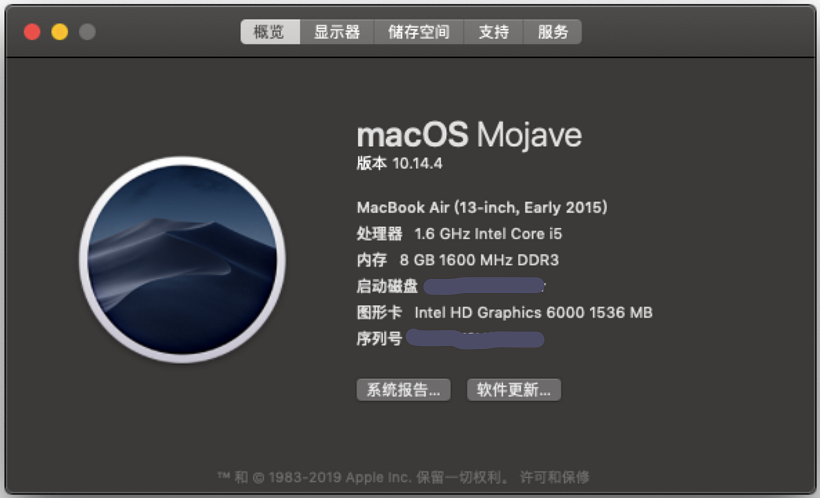 概览 显示器 储存空间 支持 服务
macOS Mojave
版本 10.14.4
MacBook Air (13-inch, Early 2015)
处理器 1.6 GHz Intel Core i5
内存 8 GB 1600 MHz DDR3
启动磁盘
图形卡 Intel HD Graphics 6000 1536 MB
序列号
系统报告... 软件更新...
™ 和 © 1983-2019 Apple Inc. 保留一切权利。 许可和保修